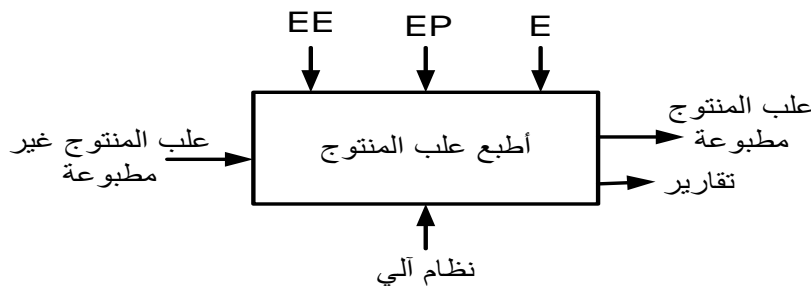 EE EP E
علب المنتوج غير
مطبوعة
أطبع علب المنتوج
علب المنتوج
مطبوعة
تقارير
نظام آلي